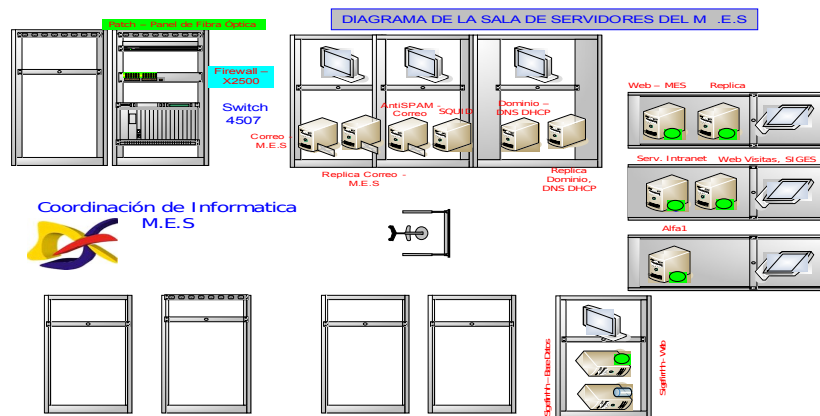 DIAGRAMA DE LA SALA DE SERVIDORES DEL M .E.S
Patch – Panel de Fibra Óptica
Firewall –
X2500
Switch
4507
Correo -
M.E.S
AntiSPAM -
Correo
SQUID
Dominio –
DNS DHCP
Replica Correo -
M.E.S
Replica
Dominio,
DNS DHCP
Web – MES
Replica
Serv. Intranet
Web Visitas, SIGES
Alfa1
Coordinación de Informatica
M.E.S